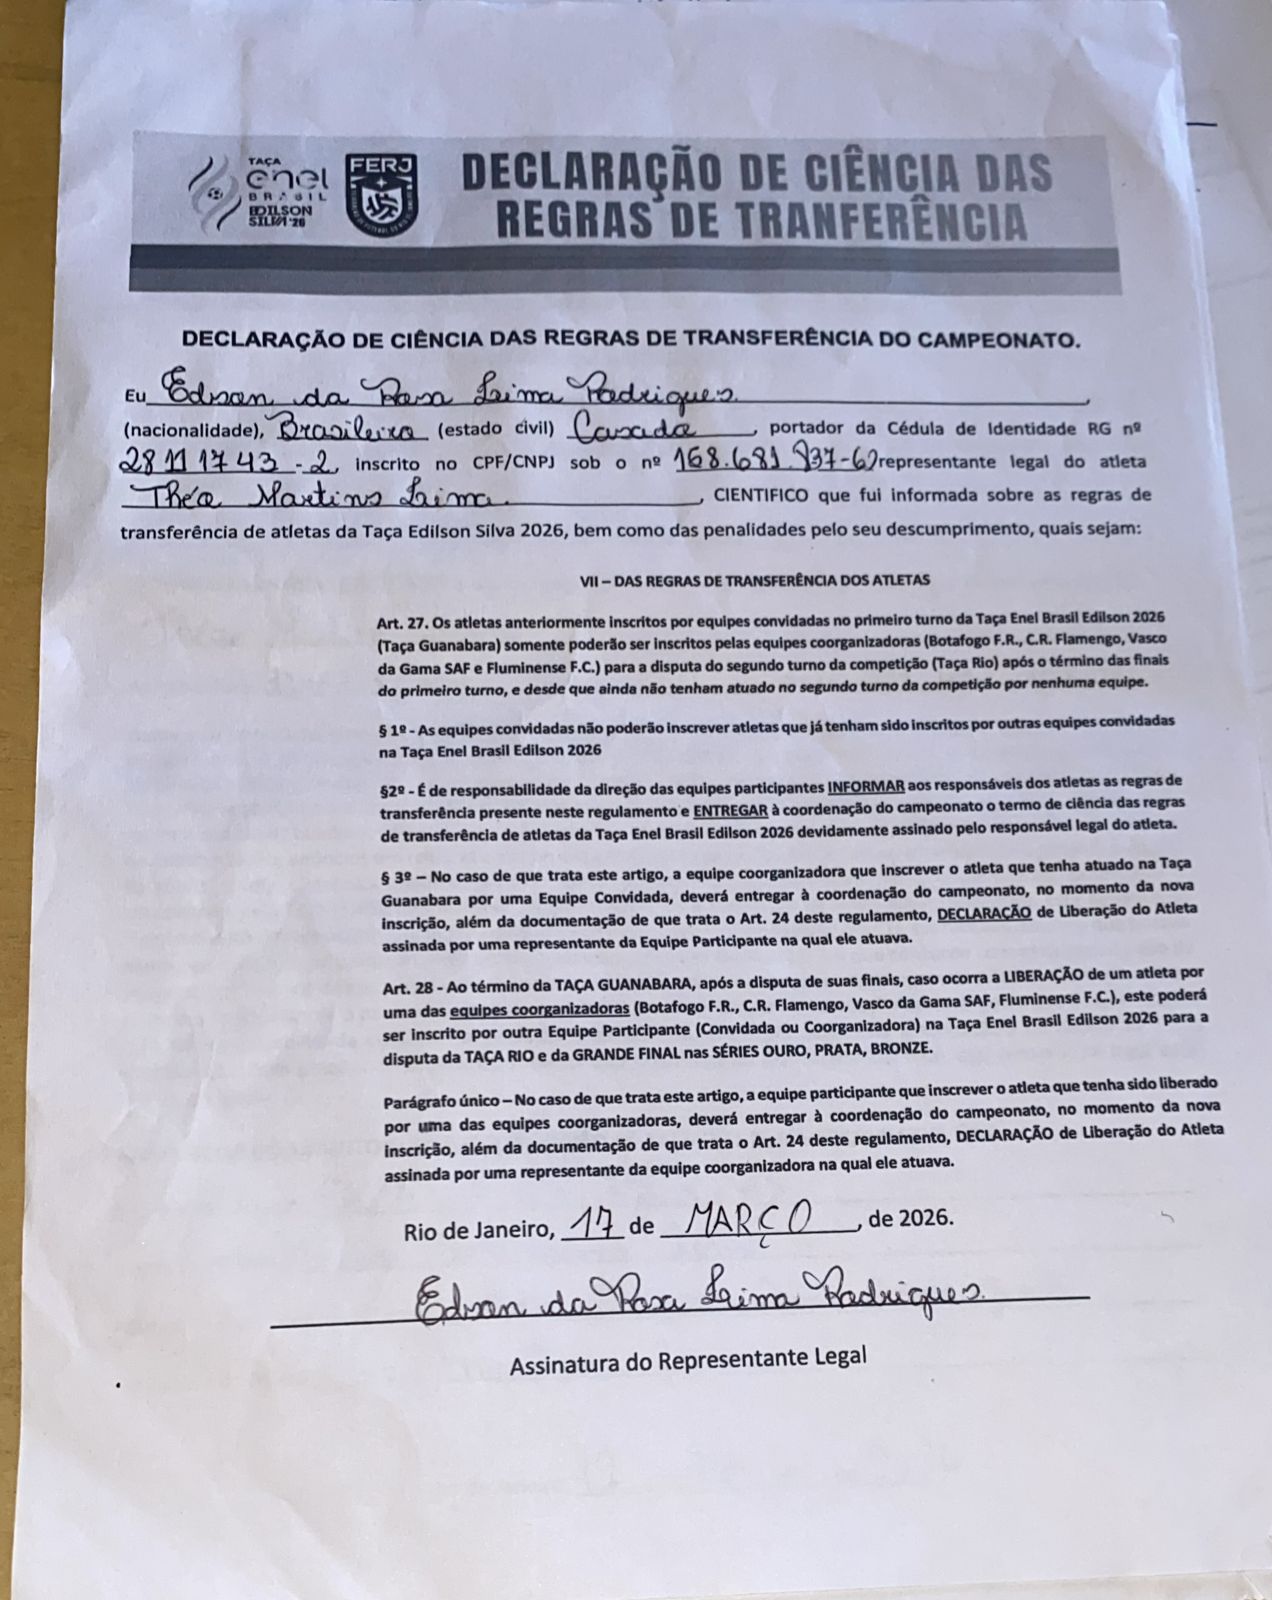 TAÇA
enel
BRASIL
EDILSON
SILVA'26
FERJ
DECLARAÇÃO DE CIÊNCIA DAS
REGRAS DE TRANFERÊNCIA
DECLARAÇÃO DE CIÊNCIA DAS REGRAS DE TRANSFERÊNCIA DO CAMPEONATO.
Eu Edson da Rosa Lima Rodrigues,
(nacionalidade), Brasileiro (estado civil) Casado, portador da Cédula de Identidade RG nº
28111743-2, inscrito no CPF/CNPJ sob o nº 168.681.937-62 representante legal do atleta
Théo Martins Lima, CIENTIFICO que fui informada sobre as regras de
transferência de atletas da Taça Edilson Silva 2026, bem como das penalidades pelo seu descumprimento, quais sejam:
VII – DAS REGRAS DE TRANSFERÊNCIA DOS ATLETAS
Art. 27. Os atletas anteriormente inscritos por equipes convidadas no primeiro turno da Taça Enel Brasil Edilson 2026
(Taça Guanabara) somente poderão ser inscritos pelas equipes coorganizadoras (Botafogo F.R., C.R. Flamengo, Vasco
da Gama SAF e Fluminense F.C.) para a disputa do segundo turno da competição (Taça Rio) após o término das finais
do primeiro turno, e desde que ainda não tenham atuado no segundo turno da competição por nenhuma equipe.
§ 1º - As equipes convidadas não poderão inscrever atletas que já tenham sido inscritos por outras equipes convidadas
na Taça Enel Brasil Edilson 2026
§2º - É de responsabilidade da direção das equipes participantes INFORMAR aos responsáveis dos atletas as regras de
transferência presente neste regulamento e ENTREGAR à coordenação do campeonato o termo de ciência das regras
de transferência de atletas da Taça Enel Brasil Edilson 2026 devidamente assinado pelo responsável legal do atleta.
§ 3º – No caso de que trata este artigo, a equipe coorganizadora que inscrever o atleta que tenha atuado na Taça
Guanabara por uma Equipe Convidada, deverá entregar à coordenação do campeonato, no momento da nova
inscrição, além da documentação de que trata o Art. 24 deste regulamento, DECLARAÇÃO de Liberação do Atleta
assinada por uma representante da Equipe Participante na qual ele atuava.
Art. 28 - Ao término da TAÇA GUANABARA, após a disputa de suas finais, caso ocorra a LIBERAÇÃO de um atleta por
uma das equipes coorganizadoras (Botafogo F.R., C.R. Flamengo, Vasco da Gama SAF, Fluminense F.C.), este poderá
ser inscrito por outra Equipe Participante (Convidada ou Coorganizadora) na Taça Enel Brasil Edilson 2026 para a
disputa da TAÇA RIO e da GRANDE FINAL nas SÉRIES OURO, PRATA, BRONZE.
Parágrafo único – No caso de que trata este artigo, a equipe participante que inscrever o atleta que tenha sido liberado
por uma das equipes coorganizadoras, deverá entregar à coordenação do campeonato, no momento da nova
inscrição, além da documentação de que trata o Art. 24 deste regulamento, DECLARAÇÃO de Liberação do Atleta
assinada por uma representante da equipe coorganizadora na qual ele atuava.
Rio de Janeiro, 17 de MARÇO, de 2026.
Edson da Rosa Lima Rodrigues.
Assinatura do Representante Legal